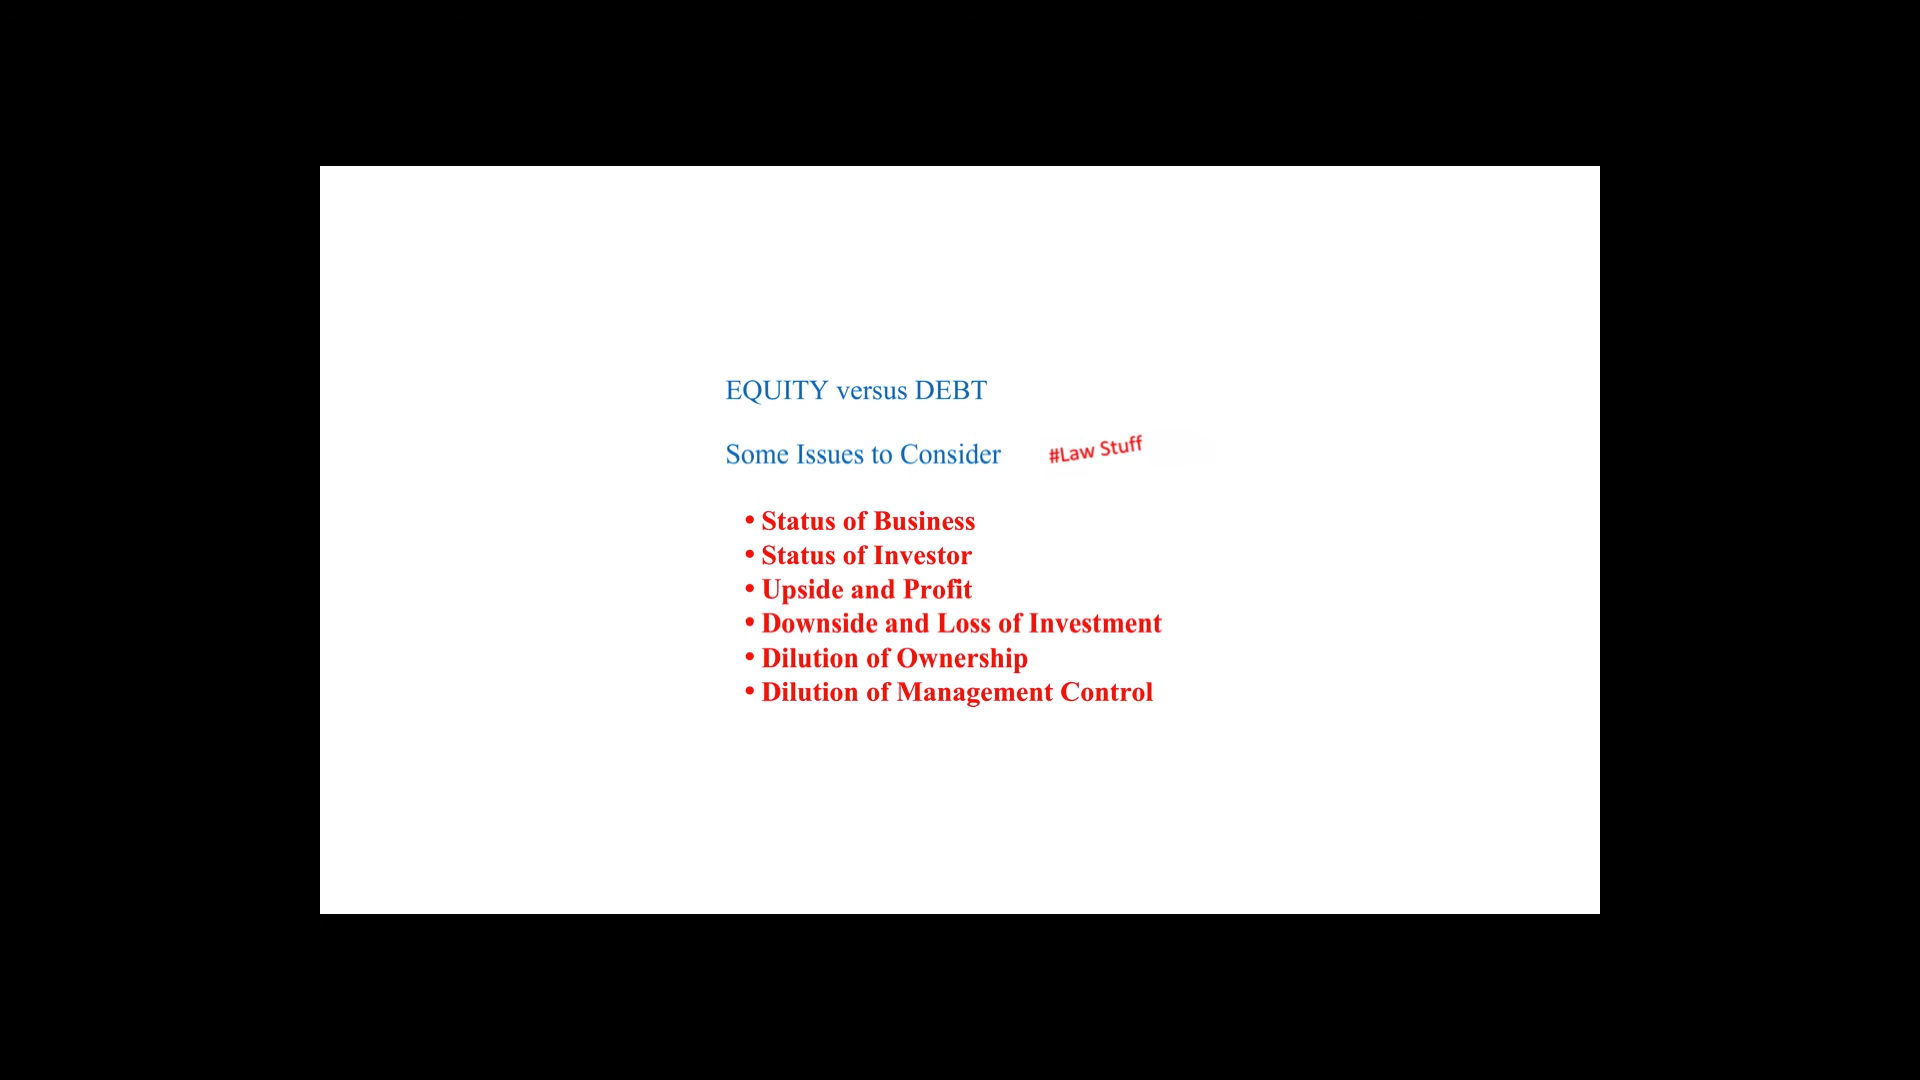 EQUITY versus DEBT
Some Issues to Consider
#Law Stuff
• Status of Business
• Status of Investor
• Upside and Profit
• Downside and Loss of Investment
• Dilution of Ownership
• Dilution of Management Control